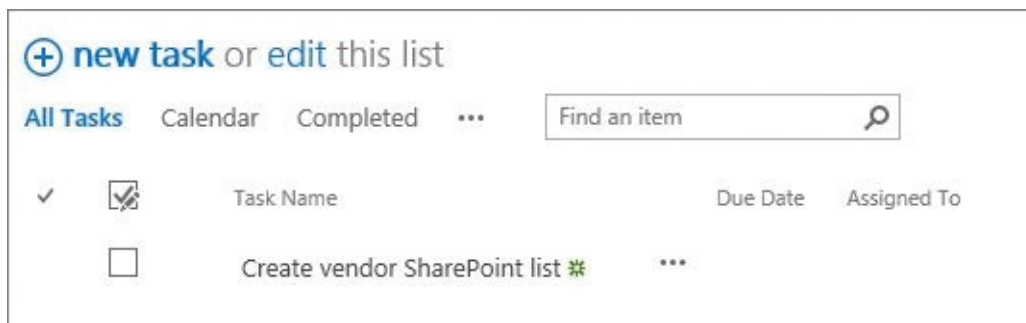 new task or edit this list
All Tasks Calendar Completed ... Find an item
Task Name Due Date Assigned To
Create vendor SharePoint list ...